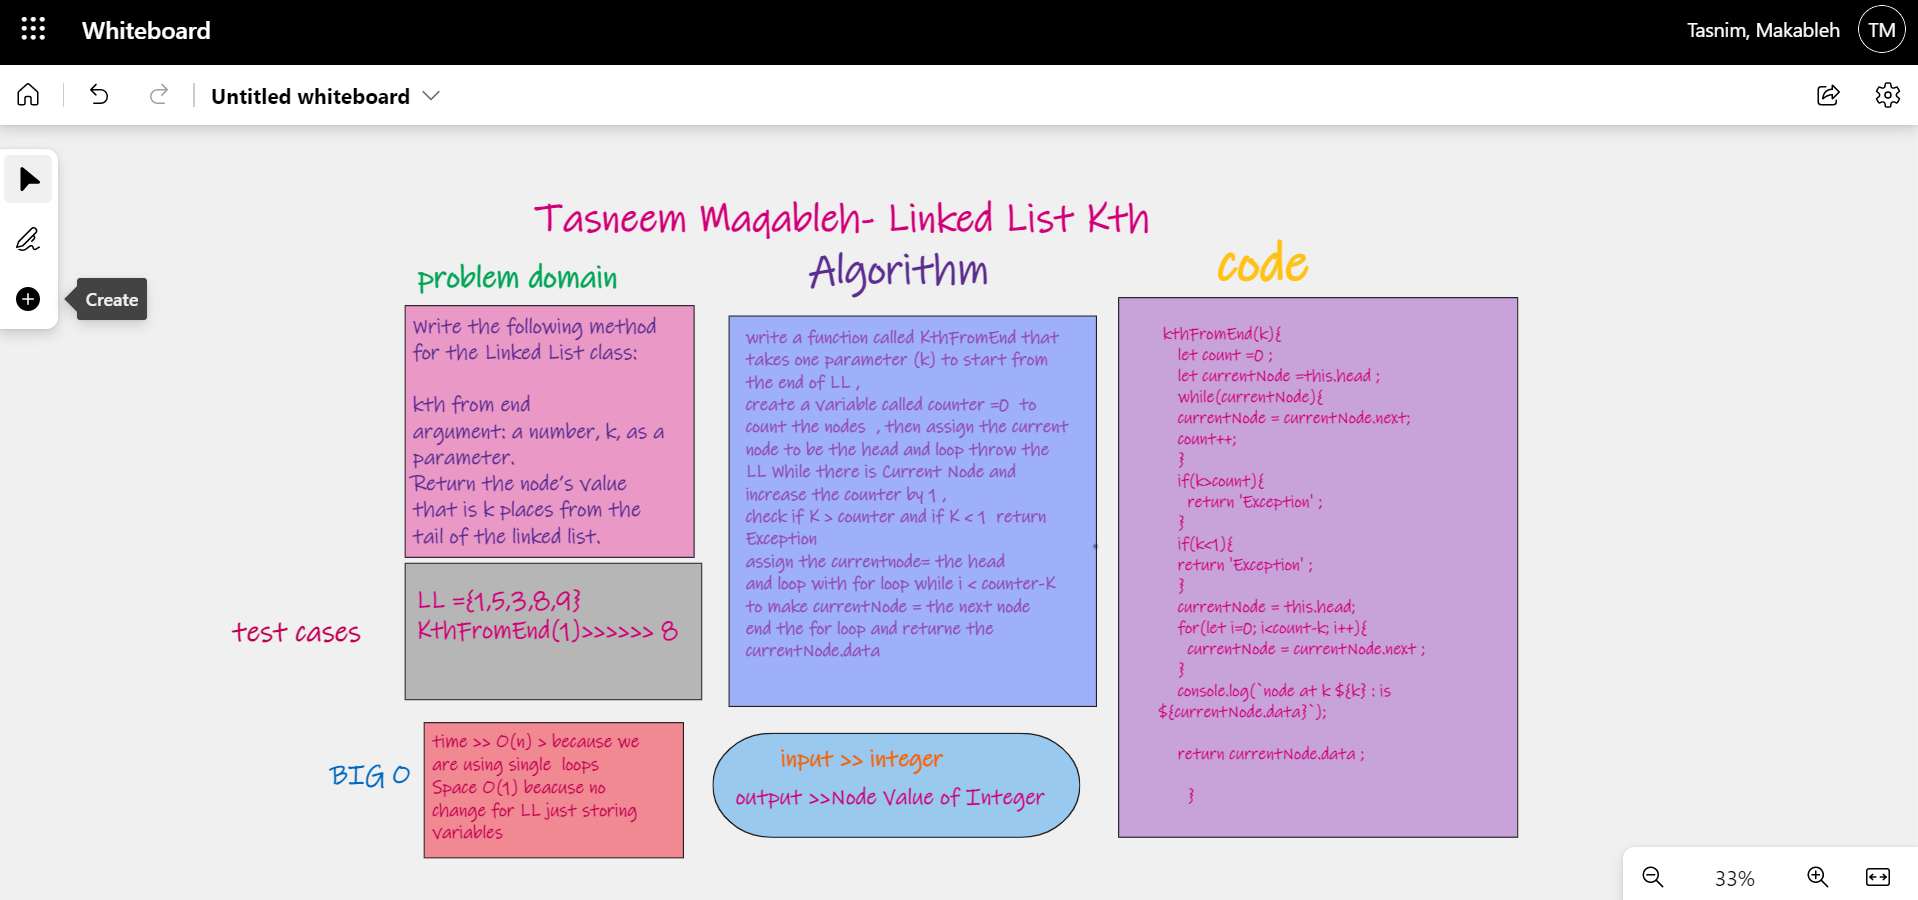 Whiteboard
Tasnim, Makableh
TM
Untitled whiteboard
Create
Tasneem Maqableh- Linked List Kth
problem domain
Write the following method
for the Linked List class:
kth from end
argument: a number, k, as a
parameter.
Return the node's value
that is k places from the
tail of the linked list.
test cases
LL ={1,5,3,8,9}
KthFromEnd(1)>>>>>> 8
BIG O
time >> O(n) > because we
are using single loops
Space O(1) beacuse no
change for LL just storing
variables
Algorithm
write a function called KthFromEnd that
takes one parameter (k) to start from
the end of LL ,
create a variable called counter =0 to
count the nodes , then assign the current
node to be the head and loop throw the
LL While there is Current Node and
increase the counter by 1 ,
check if K > counter and if K < 1 return
Exception
assign the currentnode= the head
and loop with for loop while i < counter-K
to make currentNode = the next node
end the for loop and returne the
currentNode.data
input >> integer
output >>Node Value of Integer
code
kthFromEnd(k){
let count =0 ;
let currentNode =this.head ;
while(currentNode){
currentNode = currentNode.next;
count++;
}
if(k>count){
return 'Exception' ;
}
if(k<1){
return 'Exception' ;
}
currentNode = this.head;
for(let i=0; i<count-k; i++){
currentNode = currentNode.next ;
}
console.log(`node at k ${k} : is
${currentNode.data}`);
return currentNode.data ;
}
33%